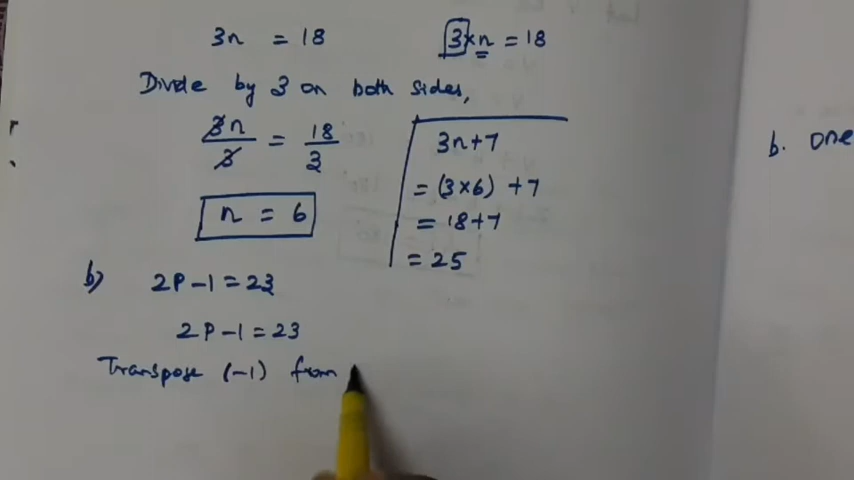 3n = 18
3×n = 18
Divide by 3 on both sides,
3n/3 = 18/3
n = 6
3n+7
= (3×6) +7
= 18+7
= 25
b) 2P-1=23
2P-1=23
Transpose (-1) from
b. one